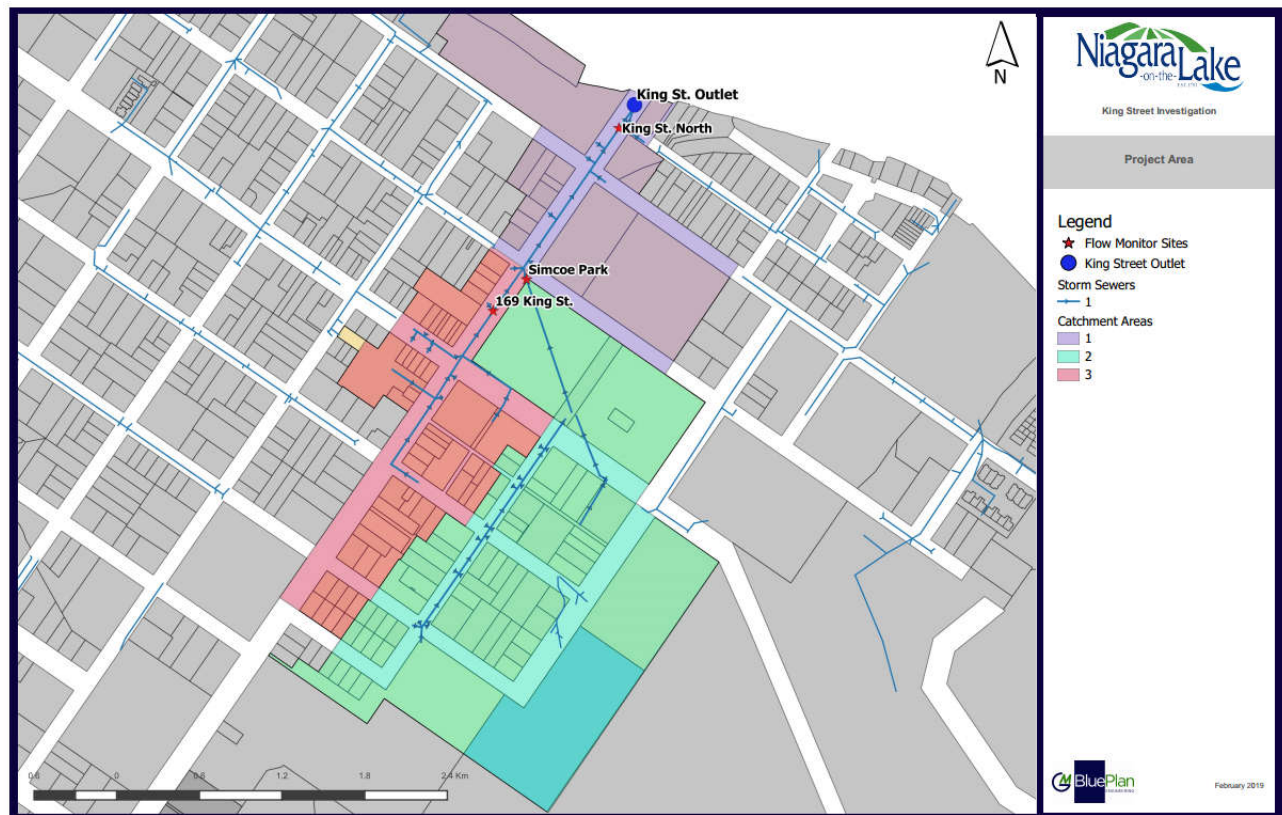 King St. Outlet
King St. North
Simcoe Park
169 King St.
N
0.6 0 0.6 1.2 1.8 2.4 Km
Niagara
-on-the-
Lake
King Street Investigation
Project Area
Legend
Flow Monitor Sites
King Street Outlet
Storm Sewers
1
Catchment Areas
1
2
3
BluePlan
February 2019